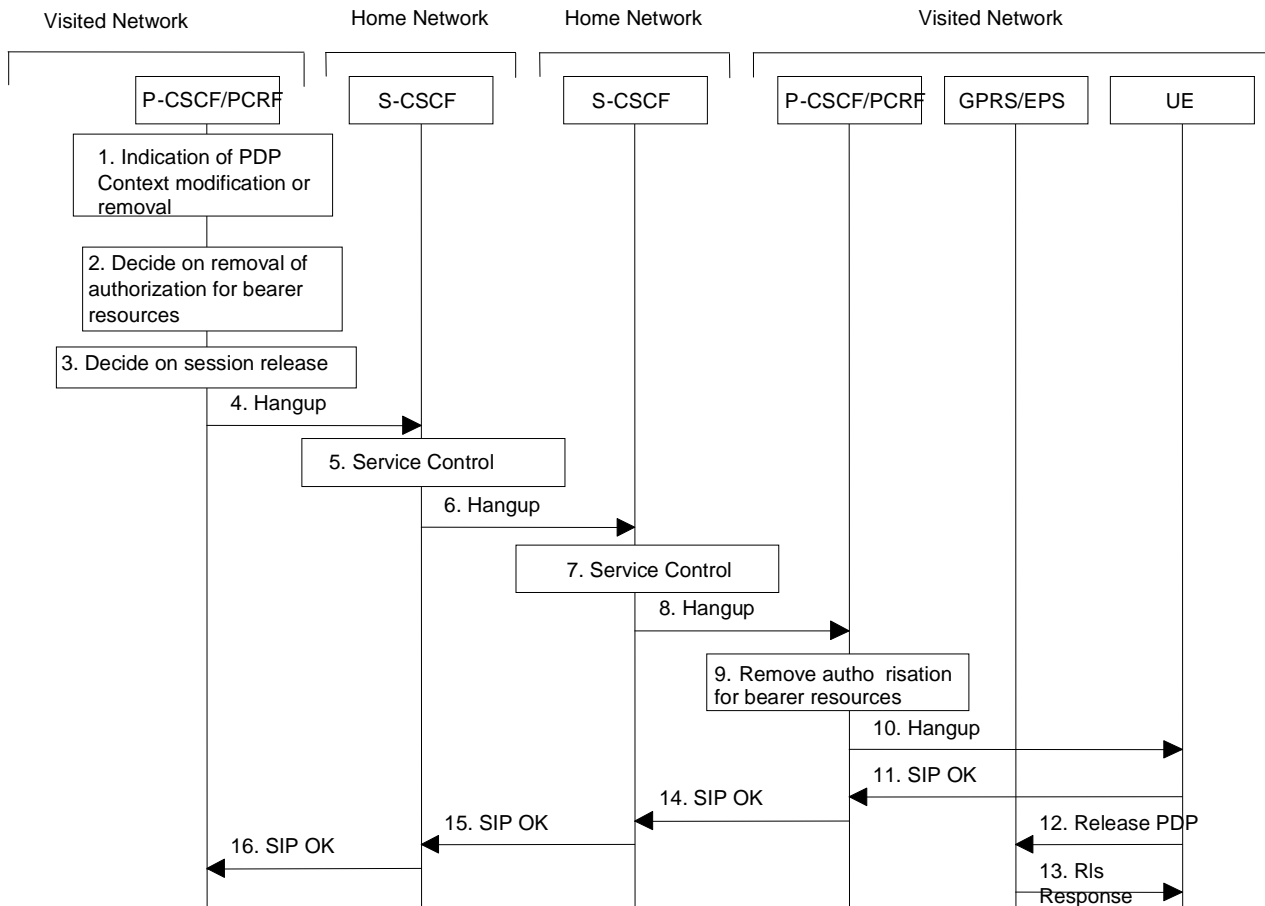 Visited Network
Home Network
Home Network
Visited Network
P-CSCF/PCRF
S-CSCF
S-CSCF
P-CSCF/PCRF
GPRS/EPS
UE
1. Indication of PDP
Context modification or
removal
2. Decide on removal of
authorization for bearer
resources
3. Decide on session release
4. Hangup
5. Service Control
6. Hangup
7. Service Control
8. Hangup
9. Remove autho risation
for bearer resources
10. Hangup
11. SIP OK
14. SIP OK
15. SIP OK
12. Release PDP
16. SIP OK
13. Rls
Response